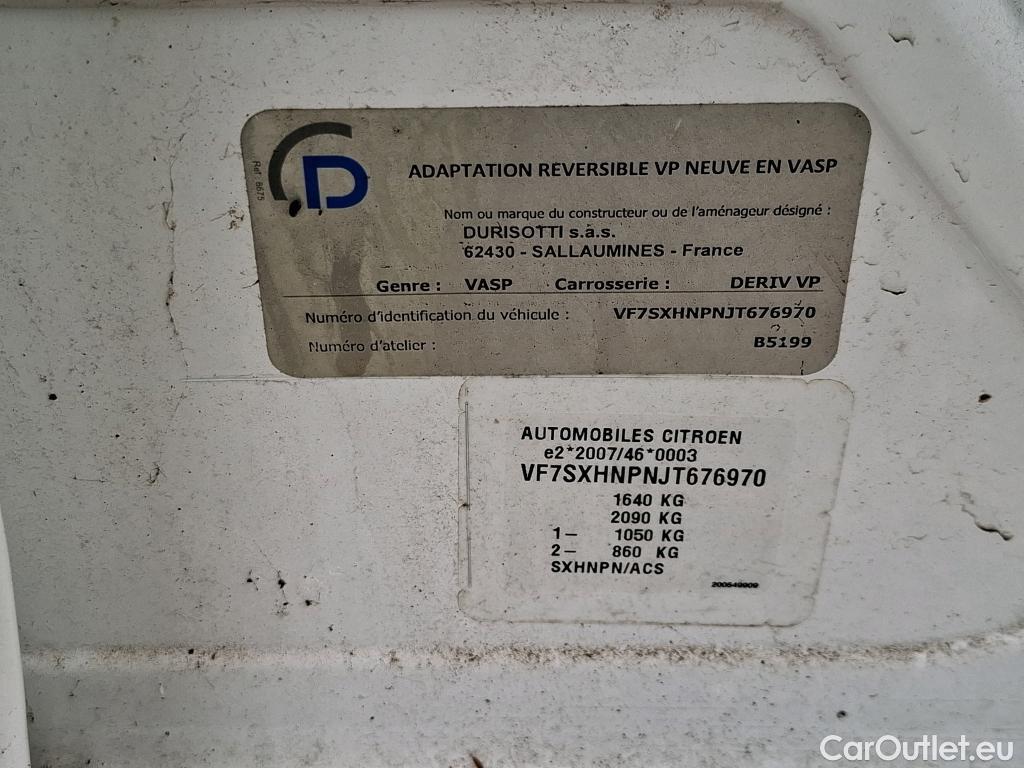 D
Réf : 8675
ADAPTATION REVERSIBLE VP NEUVE EN VASP
Nom ou marque du constructeur ou de l'aménageur désigné :
DURISOTTI s.a.s.
62430 - SALLAUMINES - France
Genre : VASP Carrosserie : DERIV VP
Numéro d'identification du véhicule : VF7SXHNPNJT676970
Numéro d'atelier : B5199
AUTOMOBILES CITROEN
e2*2007/46*0003
VF7SXHNPNJT676970
1640 KG
2090 KG
1– 1050 KG
2– 860 KG
SXHNPN/ACS
200549909
CarOutlet.eu